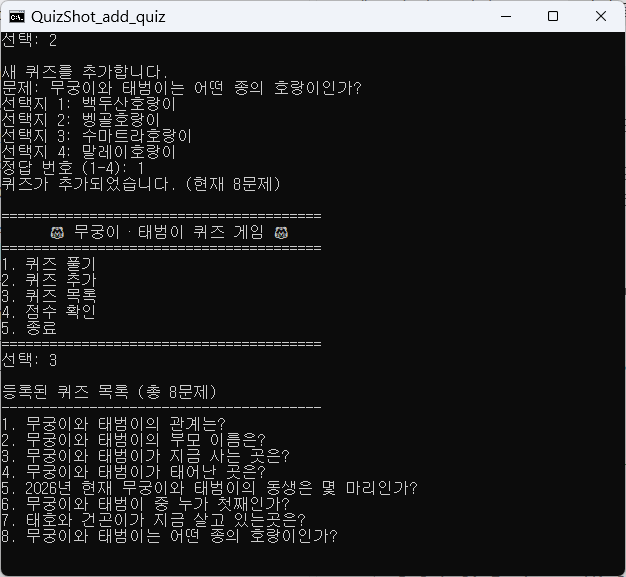 QuizShot_add_quiz
선택: 2
새 퀴즈를 추가합니다.
문제: 무궁이와 태범이는 어떤 종의 호랑이인가?
선택지 1: 백두산호랑이
선택지 2: 벵골호랑이
선택지 3: 수마트라호랑이
선택지 4: 말레이호랑이
정답 번호 (1-4): 1
퀴즈가 추가되었습니다. (현재 8문제)
========================================
🐯 무궁이·태범이 퀴즈 게임 🐯
========================================
1. 퀴즈 풀기
2. 퀴즈 추가
3. 퀴즈 목록
4. 점수 확인
5. 종료
========================================
선택: 3
등록된 퀴즈 목록 (총 8문제)
----------------------------------------
1. 무궁이와 태범이의 관계는?
2. 무궁이와 태범이의 부모 이름은?
3. 무궁이와 태범이가 지금 사는 곳은?
4. 무궁이와 태범이가 태어난 곳은?
5. 2026년 현재 무궁이와 태범이의 동생은 몇 마리인가?
6. 무궁이와 태범이 중 누가 첫째인가?
7. 태호와 건곤이가 지금 살고 있는곳은?
8. 무궁이와 태범이는 어떤 종의 호랑이인가?